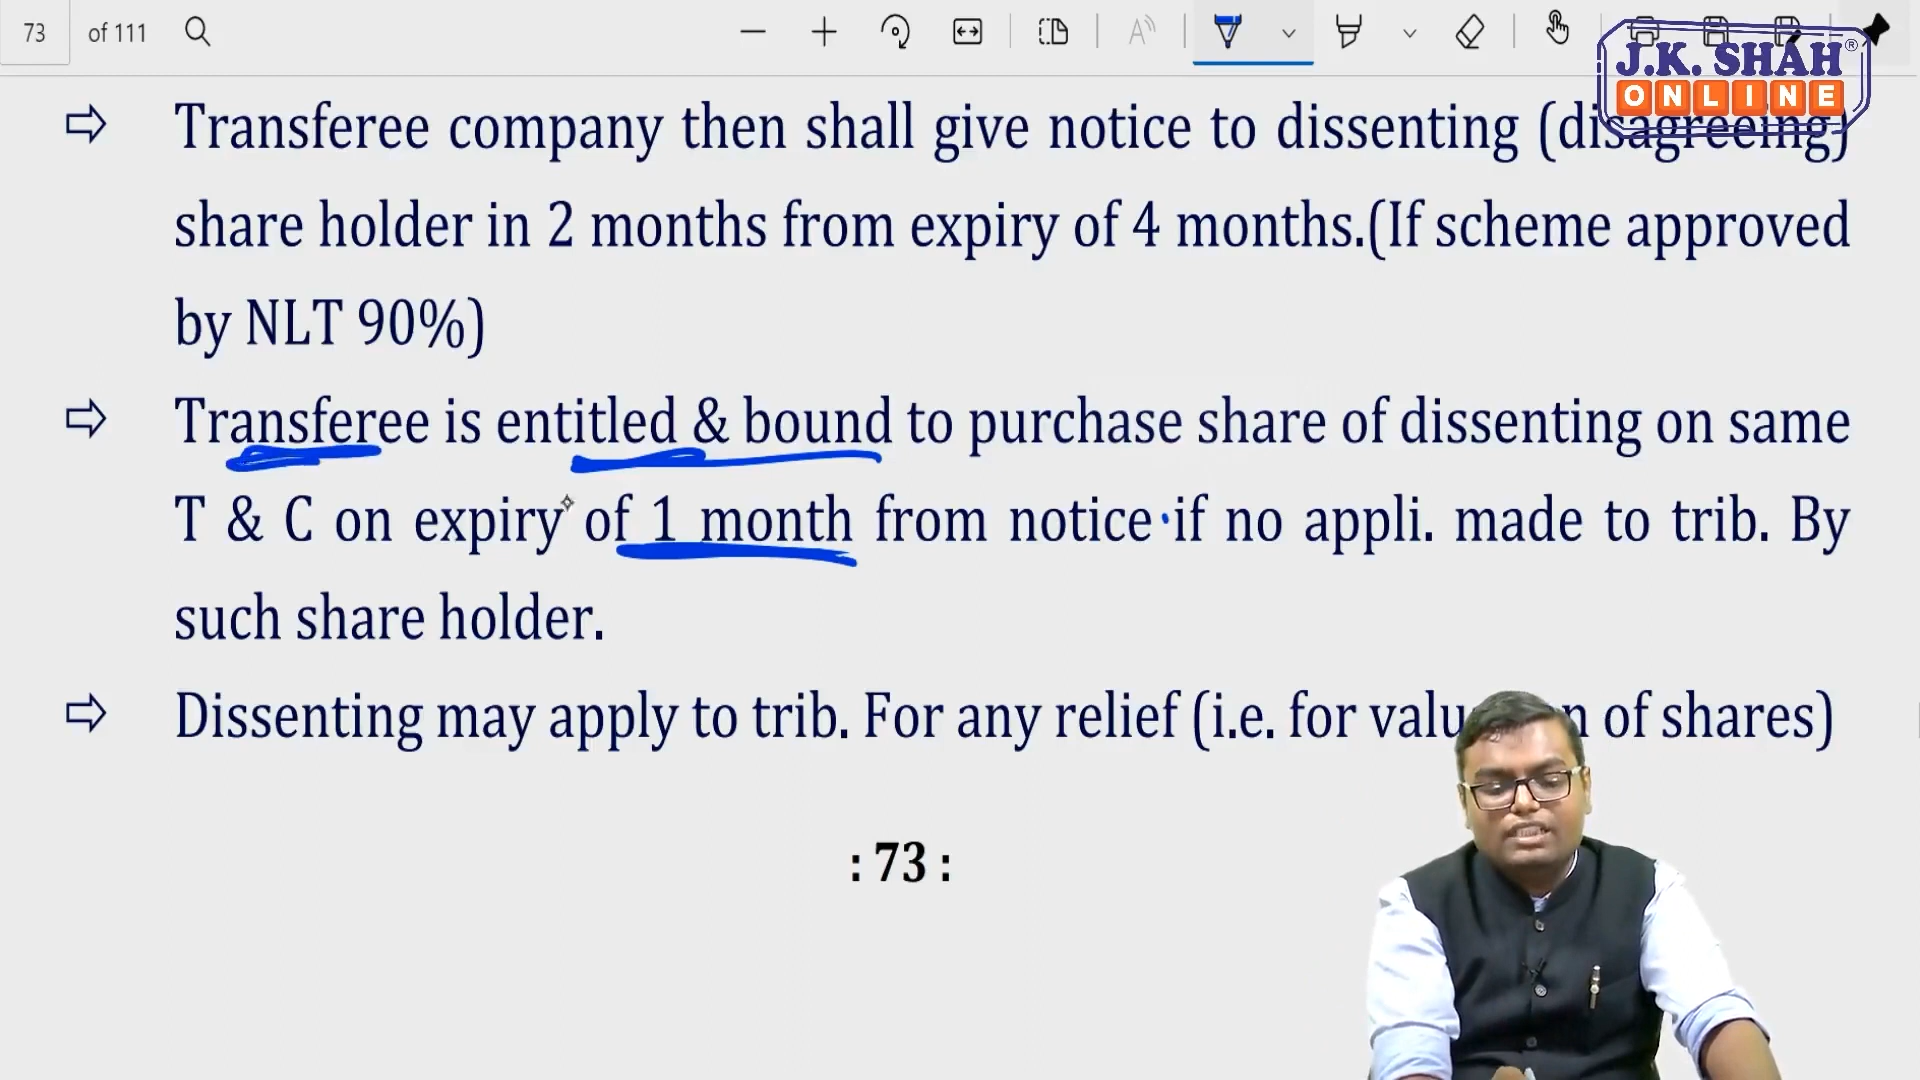 73 of 111
J.K. SHAH®
ONLINE
Transferee company then shall give notice to dissenting (disagreeing)
share holder in 2 months from expiry of 4 months.(If scheme approved
by NLT 90%)
Transferee is entitled & bound to purchase share of dissenting on same
T & C on expiry of 1 month from notice if no appli. made to trib. By
such share holder.
Dissenting may apply to trib. For any relief (i.e. for of shares)
: 73 :